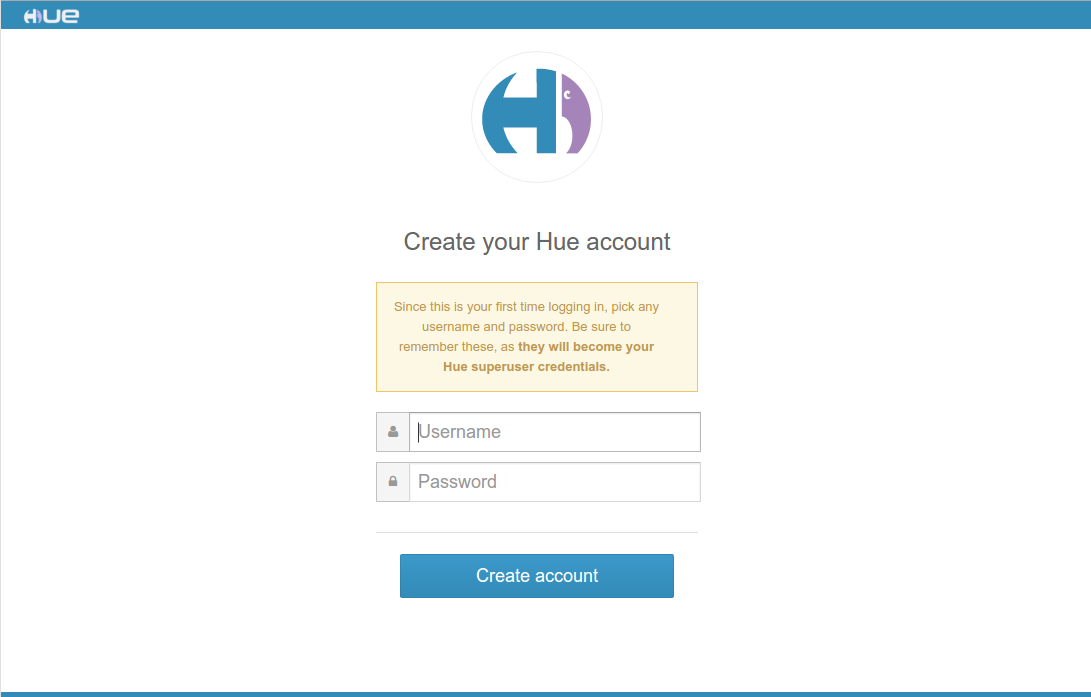 HUE
Create your Hue account
Since this is your first time logging in, pick any
username and password. Be sure to
remember these, as they will become your
Hue superuser credentials.
Username
Password
Create account